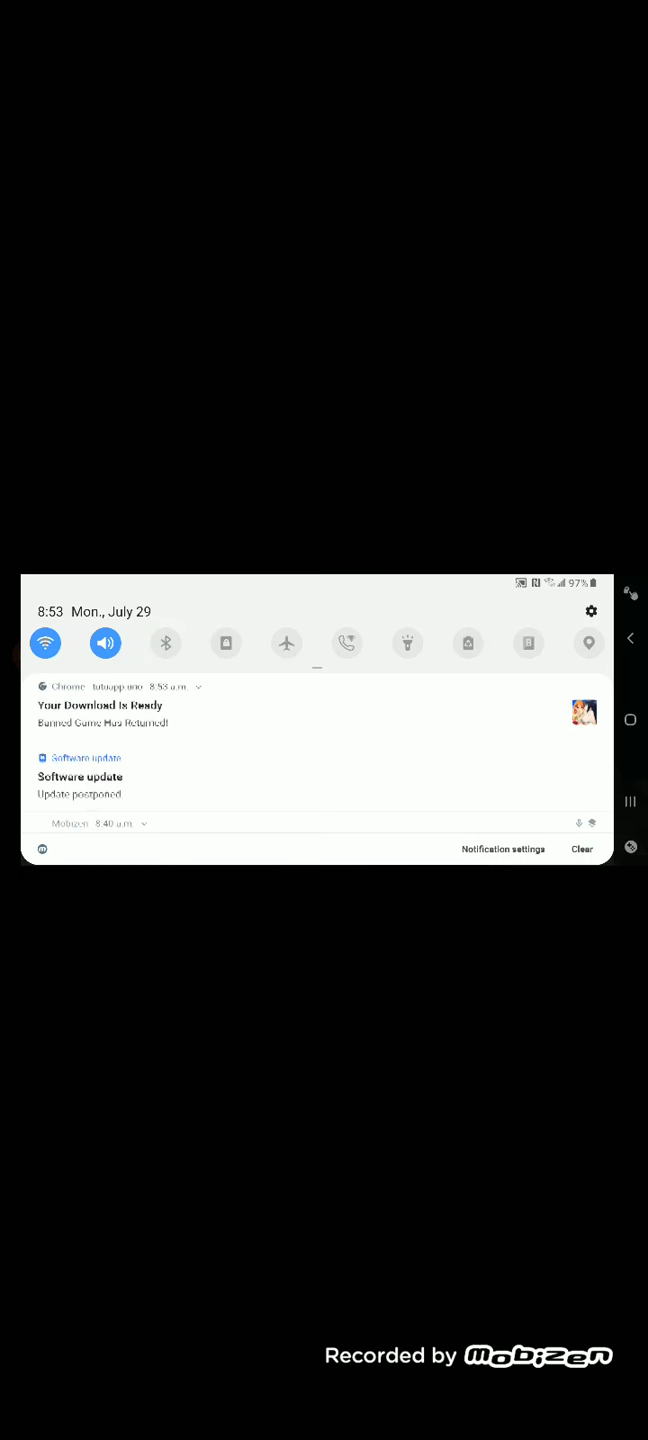 97%
8:53 Mon., July 29
Chrome tutuapp.uno 8:53 a.m.
Your Download Is Ready
Banned Game Has Returned!
Software update
Software update
Update postponed
Mobizen 8:40 a.m.
Notification settings Clear
Recorded by Mobizen